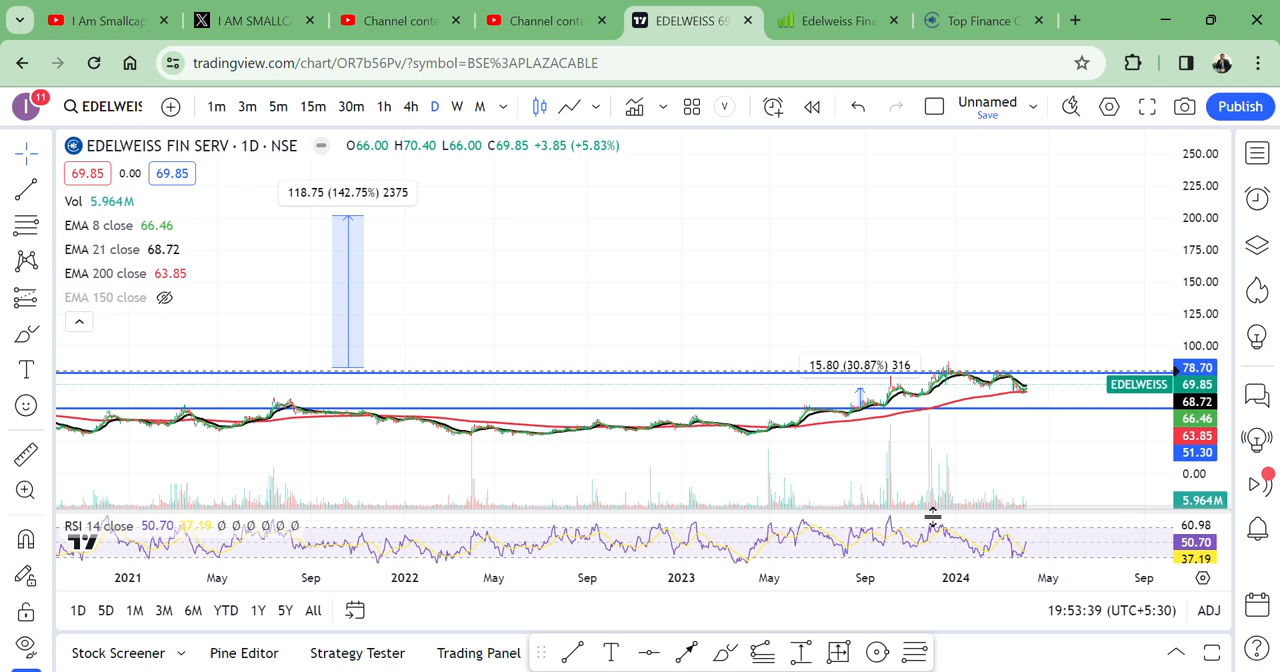 I Am Smallcap
I AM SMALLCA
Channel conte
Channel conte
EDELWEISS 69
Edelweiss Fina
Top Finance C
tradingview.com/chart/OR7b56Pv/?symbol=BSE%3APLAZACABLE
I
11
EDELWEIS
1m 3m 5m 15m 30m 1h 4h D W M
V
Unnamed
Save
Publish
EDELWEISS FIN SERV · 1D · NSE
O66.00 H70.40 L66.00 C69.85 +3.85 (+5.83%)
69.85 0.00 69.85
Vol 5.964M
EMA 8 close 66.46
EMA 21 close 68.72
EMA 200 close 63.85
EMA 150 close
118.75 (142.75%) 2375
15.80 (30.87%) 316
250.00
225.00
200.00
175.00
150.00
125.00
100.00
78.70
EDELWEISS 69.85
68.72
66.46
63.85
51.30
0.00
5.964M
RSI 14 close 50.70 37.19 Ø Ø Ø Ø Ø Ø
60.98
50.70
37.19
2021 May Sep 2022 May Sep 2023 May Sep 2024 May Sep
1D 5D 1M 3M 6M YTD 1Y 5Y All
19:53:39 (UTC+5:30) ADJ
Stock Screener Pine Editor Strategy Tester Trading Panel